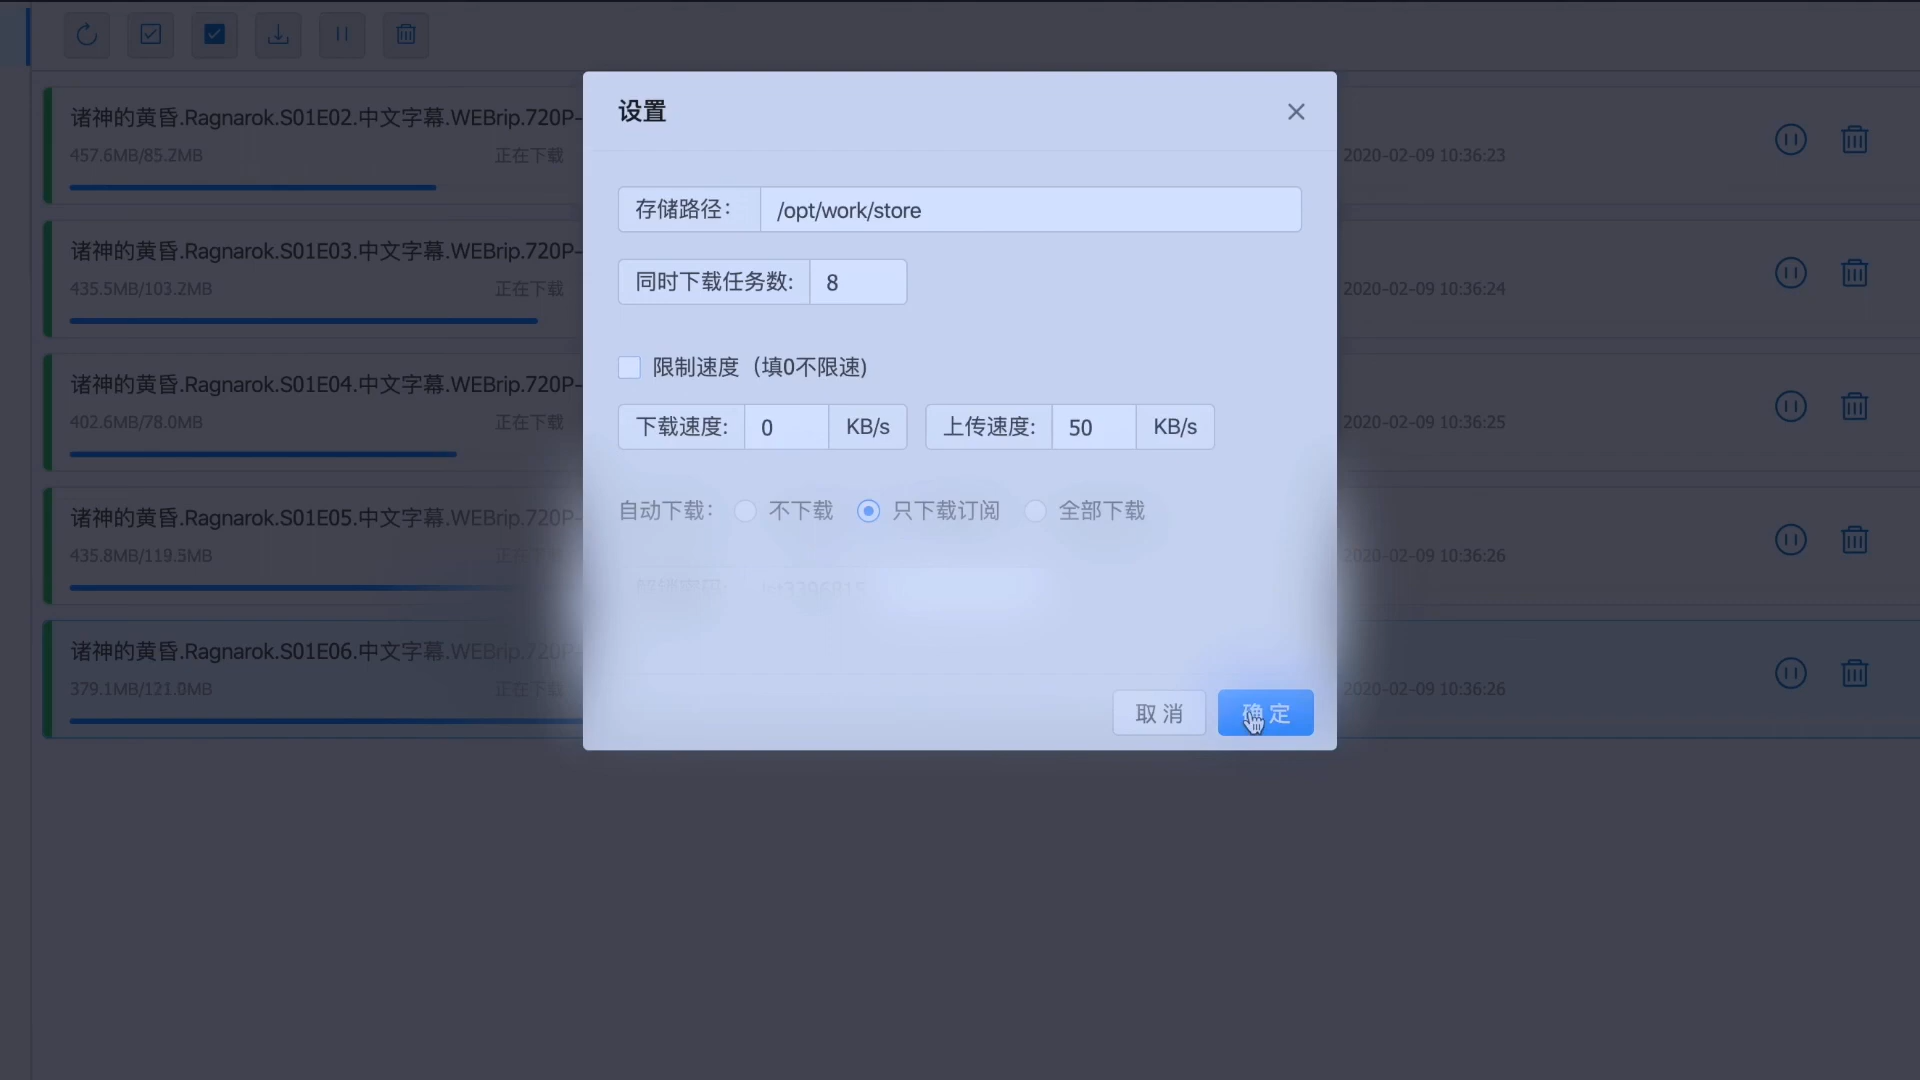 设置
存储路径: /opt/work/store
同时下载任务数: 8
限制速度 (填0不限速)
下载速度: 0 KB/s 上传速度: 50 KB/s
自动下载: 不下载 只下载订阅 全部下载
取 消 确 定
诸神的黄昏.Ragnarok.S01E02.中文字幕.WEBrip.720P-
457.6MB/85.2MB 正在下载 2020-02-09 10:36:23
诸神的黄昏.Ragnarok.S01E03.中文字幕.WEBrip.720P-
435.5MB/103.2MB 正在下载 2020-02-09 10:36:24
诸神的黄昏.Ragnarok.S01E04.中文字幕.WEBrip.720P-
402.6MB/78.0MB 正在下载 2020-02-09 10:36:25
诸神的黄昏.Ragnarok.S01E05.中文字幕.WEBrip.720P-
435.8MB/119.5MB 正在下载 2020-02-09 10:36:26
诸神的黄昏.Ragnarok.S01E06.中文字幕.WEBrip.720P-
379.1MB/121.0MB 正在下载 2020-02-09 10:36:26